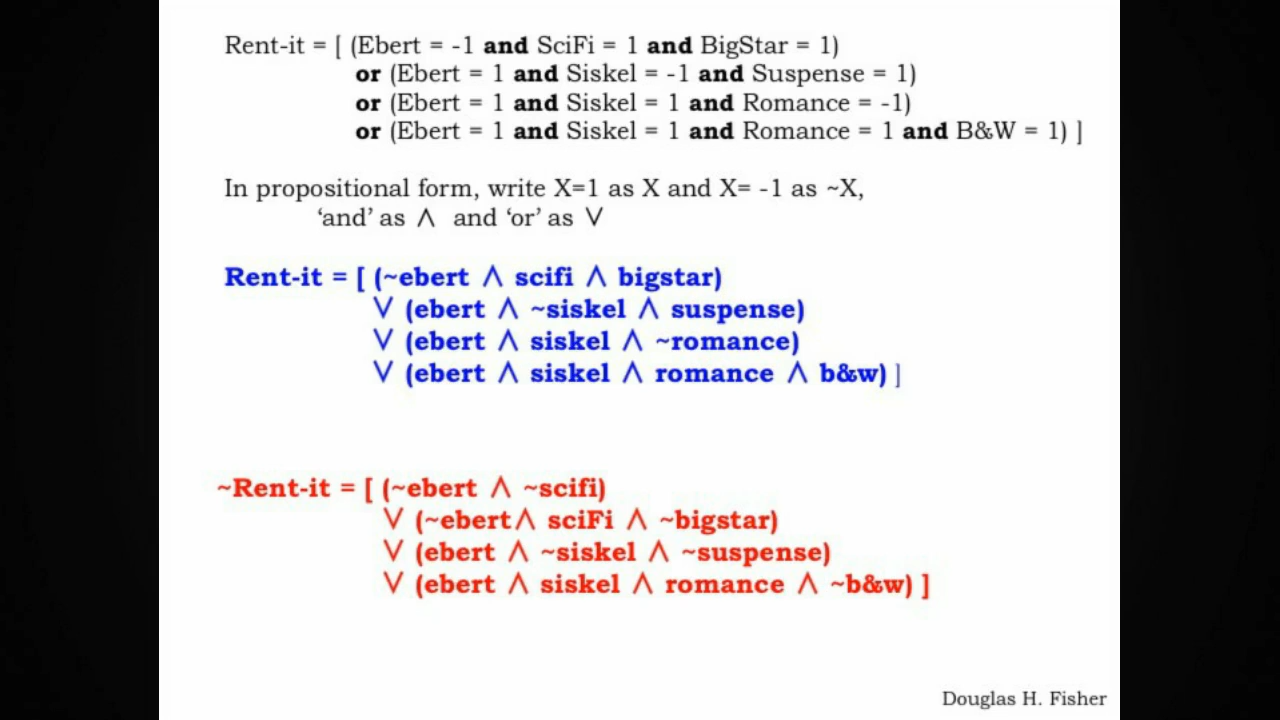 Rent-it = [ (Ebert = -1 and SciFi = 1 and BigStar = 1)
or (Ebert = 1 and Siskel = -1 and Suspense = 1)
or (Ebert = 1 and Siskel = 1 and Romance = -1)
or (Ebert = 1 and Siskel = 1 and Romance = 1 and B&W = 1) ]
In propositional form, write X=1 as X and X= -1 as ~X,
‘and’ as ∧ and ‘or’ as ∨
Rent-it = [ (~ebert ∧ scifi ∧ bigstar)
∨ (ebert ∧ ~siskel ∧ suspense)
∨ (ebert ∧ siskel ∧ ~romance)
∨ (ebert ∧ siskel ∧ romance ∧ b&w) ]
~Rent-it = [ (~ebert ∧ ~scifi)
∨ (~ebert∧ sciFi ∧ ~bigstar)
∨ (ebert ∧ ~siskel ∧ ~suspense)
∨ (ebert ∧ siskel ∧ romance ∧ ~b&w) ]
Douglas H. Fisher